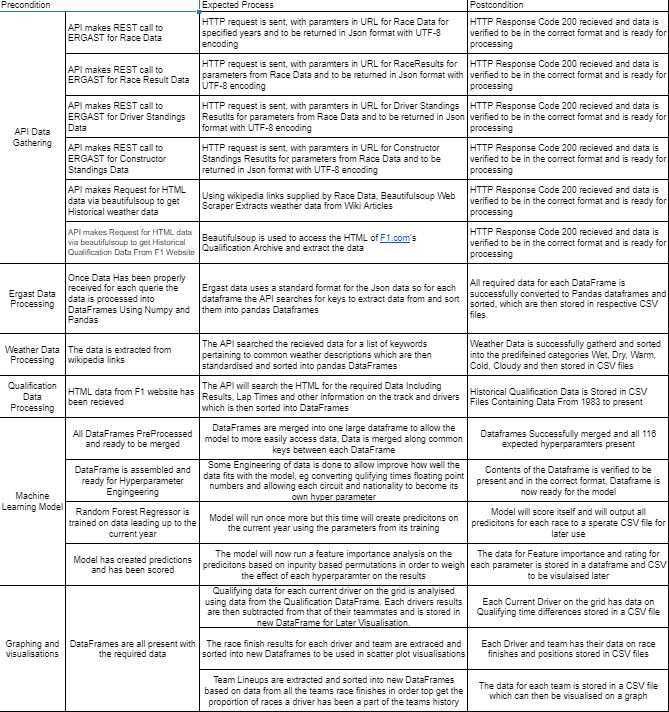 Precondition
Expected Process
Postcondition
API Data
Gathering
API makes REST call to
ERGAST for Race Data
HTTP request is sent, with paramters in URL for Race Data for
specified years and to be returned in Json format with UTF-8
encoding
HTTP Response Code 200 recieved and data is
verified to be in the correct format and is ready for
processing
API makes REST call to
ERGAST for Race Result Data
HTTP request is sent, with paramters in URL for RaceResults for
parameters from Race Data and to be returned in Json format with
UTF-8 encoding
HTTP Response Code 200 recieved and data is
verified to be in the correct format and is ready for
processing
API makes REST call to
ERGAST for Driver Standings
Data
HTTP request is sent, with paramters in URL for Driver Standings
Resutlts for parameters from Race Data and to be returned in Json
format with UTF-8 encoding
HTTP Response Code 200 recieved and data is
verified to be in the correct format and is ready for
processing
API makes REST call to
ERGAST for Constructor
Standings Data
HTTP request is sent, with paramters in URL for Constructor
Standings Resutlts for parameters from Race Data and to be
returned in Json format with UTF-8 encoding
HTTP Response Code 200 recieved and data is
verified to be in the correct format and is ready for
processing
API makes Request for HTML
data via beautifulsoup to get
Historical weather data
Using wikipedia links supplied by Race Data, Beautifulsoup Web
Scraper Extracts weather data from Wiki Articles
HTTP Response Code 200 recieved and data is
verified to be in the correct format and is ready for
processing
API makes Request for HTML data
via beautifulsoup to get Historical
Qualification Data From F1 Website
Beautifulsoup is used to access the HTML of F1.com's
Qualification Archive and extract the data
HTTP Response Code 200 recieved and data is
verified to be in the correct format and is ready for
processing
Ergast Data
Processing
Once Data Has been properly
received for each querie the
data is processed into
DataFrames Using Numpy and
Pandas
Ergast data uses a standard format for the Json data so for each
dataframe the API searches for keys to extract data from and sort
them into pandas Dataframes
All required data for each DataFrame is
successfully converted to Pandas dataframes and
sorted, which are then stored in respective CSV
files.
Weather Data
Processing
The data is extracted from
wikipedia links
The API searched the recieved data for a list of keywords
pertaining to common weather descriptions which are then
standardised and sorted into pandas DataFrames
Weather Data is successfully gatherd and sorted
into the predifeined categories Wet, Dry, Warm,
Cold, Cloudy and then stored in CSV files
Qualification
Data
Processing
HTML data from F1 website has
been recieved
The API will search the HTML for the required Data Including
Results, Lap Times and other information on the track and drivers
which is then sorted into DataFrames
Historical Qualification Data is Stored in CSV
Files Containing Data From 1983 to present
Machine
Learning Model
All DataFrames PreProcessed
and ready to be merged
DataFrames are merged into one large dataframe to allow the
model to more easily access data, Data is merged along common
keys between each DataFrame
Dataframes Successfully merged and all 116
expected hyperparamters present
DataFrame is assembled and
ready for Hyperparameter
Engingeering
Some Engineering of data is done to allow improve how well the
data fits with the model, eg converting qulifying times floating point
numbers and allowing each circuit and nationality to become its
own hyper parameter
Contents of the Dataframe is verified to be
present and in the correct format, Dataframe is
now ready for the model
Random Forest Regressor is
trained on data leading up to the
current year
Model will run once more but this time will create predicitons on
the current year using the parameters from its training
Model will score itself and will output all
predicitons for each race to a sperate CSV file for
later use
Model has created predictions
and has been scored
The model will now run a feature importance analysis on the
predicitons based on inpurity based permutations in order to weigh
the effect of each hyperparamter on the results
The data for Feature importance and rating for
each parameter is stored in a dataframe and CSV
to be visulaised later
Graphing and
visualisations
DataFrames are all present with
the required data
Qualifying data for each current driver on the grid is analyised
using data from the Qualification DataFrame. Each drivers results
are then subtracted from that of their teammates and is stored in
new DataFrame for Later Visualisation.
Each Current Driver on the grid has data on
Qualifying time differences stored in a CSV file
The race finish results for each driver and team are extraced and
sorted into new Dataframes to be used in scatter plot visualisations
Each Driver and team has their data on race
finishes and positions stored in CSV files
Team Lineups are extracted and sorted into new DataFrames
based on data from all the teams race finishes in order top get the
proportion of races a driver has been a part of the teams history
The data for each team is stored in a CSV file
which can then be visualised on a graph